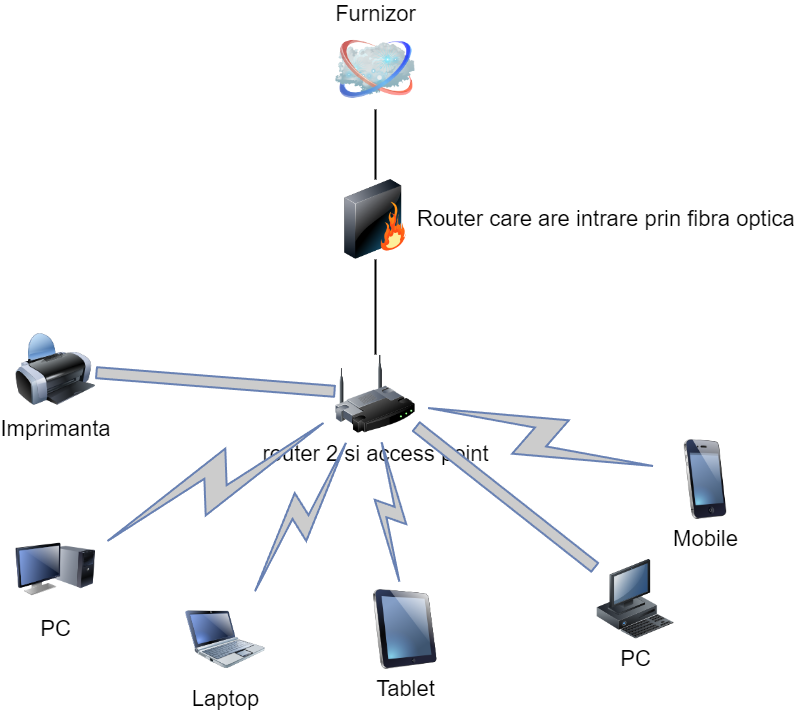 Furnizor
Router care are intrare prin fibra optica
Imprimanta
router 2 si access point
Mobile
PC
PC
Tablet
Laptop